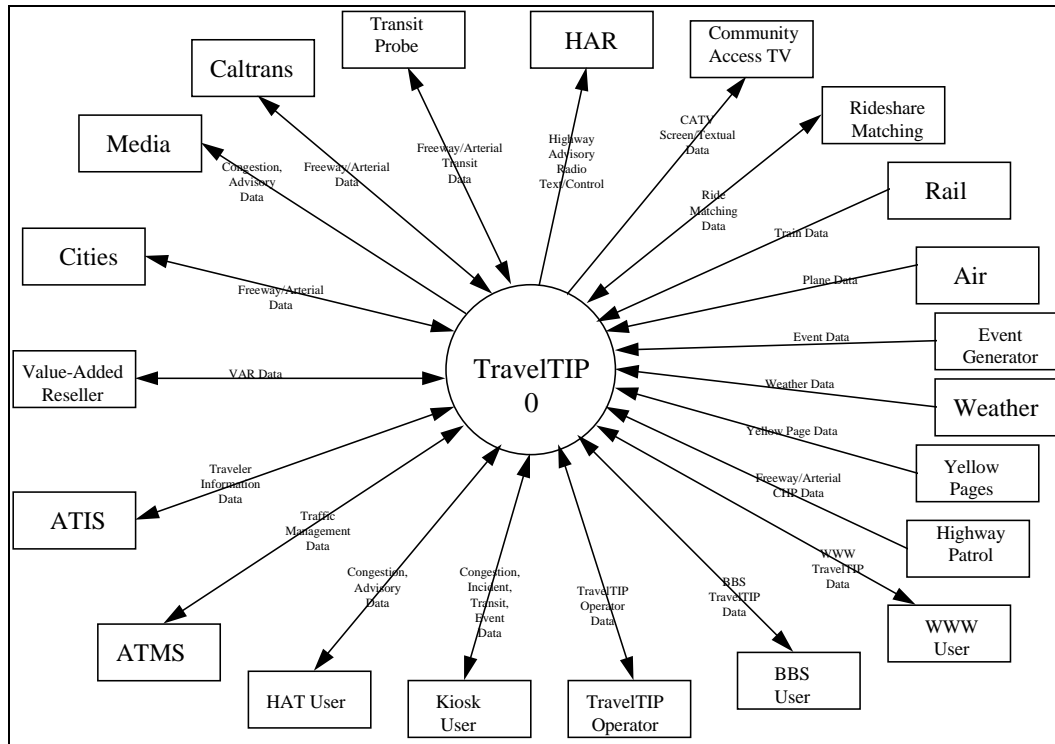 Transit
Probe
HAR
Community
Access TV
Caltrans
Rideshare
Matching
Media
CATV
Screen/Textual
Data
Highway
Advisory
Radio
Text/Control
Freeway/Arterial
Transit
Data
Freeway/Arterial
Data
Congestion,
Advisory
Data
Ride
Matching
Data
Rail
Train Data
Cities
Freeway/Arterial
Data
Plane Data
Air
Event Data
Event
Generator
Value-Added
Reseller
VAR Data
TravelTIP
0
Weather Data
Weather
Yellow Page Data
Yellow
Pages
Traveler
Information
Data
ATIS
Freeway/Arterial
CHP Data
Highway
Patrol
Traffic
Management
Data
WWW
TravelTIP
Data
Congestion,
Advisory
Data
Congestion,
Incident,
Transit,
Event
Data
TravelTIP
Operator
Data
BBS
TravelTIP
Data
ATMS
WWW
User
HAT User
Kiosk
User
TravelTIP
Operator
BBS
User